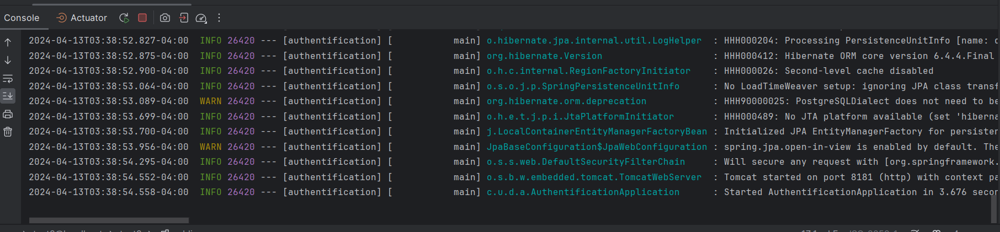 Console Actuator
2024-04-13T03:38:52.827-04:00  INFO 26420 --- [authentification] [           main] o.hibernate.jpa.internal.util.LogHelper  : HHH000204: Processing PersistenceUnitInfo [name:
2024-04-13T03:38:52.875-04:00  INFO 26420 --- [authentification] [           main] org.hibernate.Version                    : HHH000412: Hibernate ORM core version 6.4.4.Final
2024-04-13T03:38:52.900-04:00  INFO 26420 --- [authentification] [           main] o.h.c.internal.RegionFactoryInitiator    : HHH000026: Second-level cache disabled
2024-04-13T03:38:53.064-04:00  INFO 26420 --- [authentification] [           main] o.s.o.j.p.SpringPersistenceUnitInfo      : No LoadTimeWeaver setup: ignoring JPA class transf
2024-04-13T03:38:53.089-04:00  WARN 26420 --- [authentification] [           main] org.hibernate.orm.deprecation            : HHH90000025: PostgreSQLDialect does not need to be
2024-04-13T03:38:53.699-04:00  INFO 26420 --- [authentification] [           main] o.h.e.t.j.p.i.JtaPlatformInitiator       : HHH000489: No JTA platform available (set 'hiberna
2024-04-13T03:38:53.700-04:00  INFO 26420 --- [authentification] [           main] j.LocalContainerEntityManagerFactoryBean : Initialized JPA EntityManagerFactory for persisten
2024-04-13T03:38:53.956-04:00  WARN 26420 --- [authentification] [           main] JpaBaseConfiguration$JpaWebConfiguration : spring.jpa.open-in-view is enabled by default. The
2024-04-13T03:38:54.295-04:00  INFO 26420 --- [authentification] [           main] o.s.s.web.DefaultSecurityFilterChain     : Will secure any request with [org.springframework.
2024-04-13T03:38:54.552-04:00  INFO 26420 --- [authentification] [           main] o.s.b.w.embedded.tomcat.TomcatWebServer  : Tomcat started on port 8181 (http) with context pa
2024-04-13T03:38:54.558-04:00  INFO 26420 --- [authentification] [           main] c.u.d.a.AuthentificationApplication      : Started AuthentificationApplication in 3.676 secon